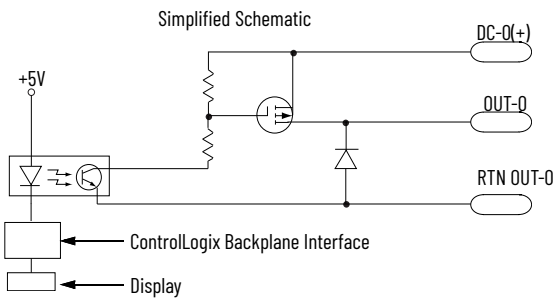 Simplified Schematic
DC-0(+)
+5V
OUT-0
RTN OUT-0
ControlLogix Backplane Interface
Display